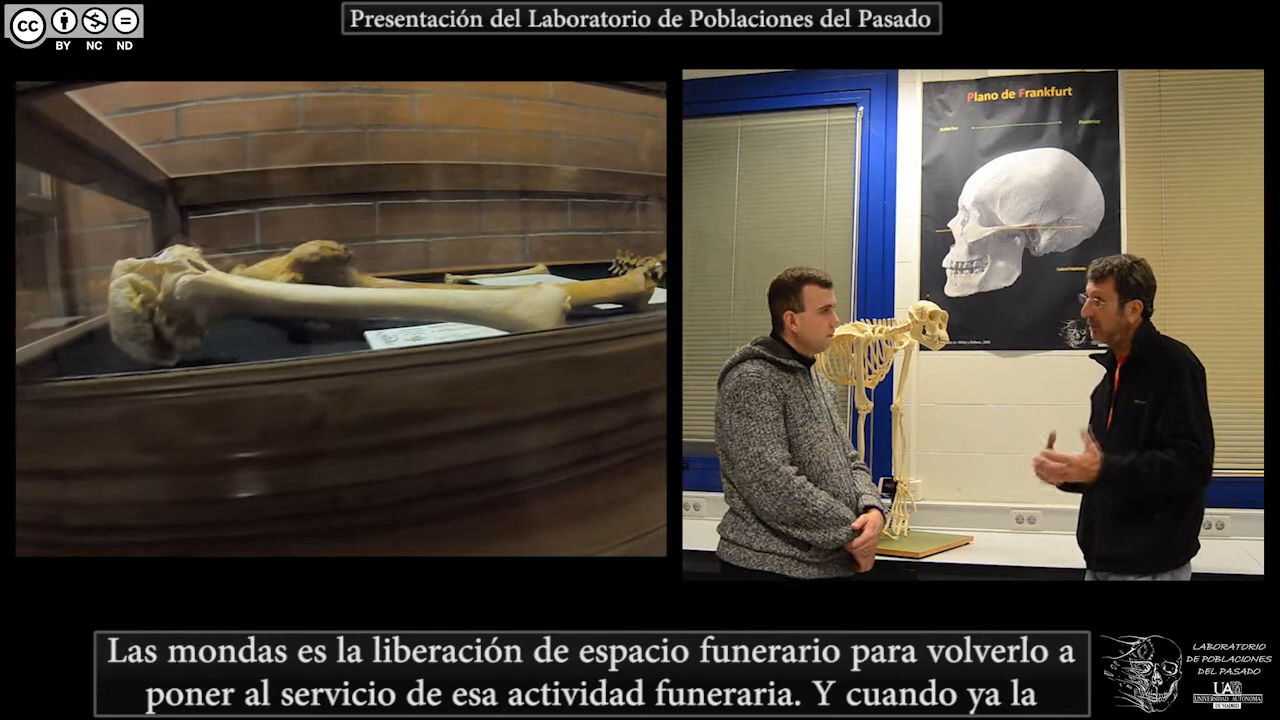 cc
BY NC ND
Presentación del Laboratorio de Poblaciones del Pasado
Plano de Frankfurt
Las mondas es la liberación de espacio funerario para volverlo a
poner al servicio de esa actividad funeraria. Y cuando ya la
LABORATORIO
DE POBLACIONES
DEL PASADO
UAM
UNIVERSIDAD AUTONOMA
DE MADRID